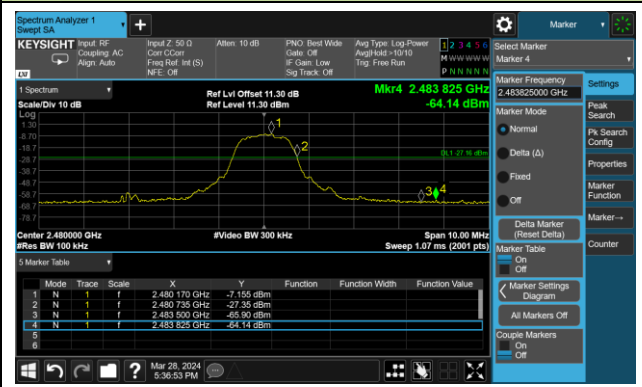 Spectrum Analyzer 1
Swept SA
Marker
KEYSIGHT
Input: RF
Coupling: AC
Align: Auto
Input Z: 50 Ω
Corr CCorr
Freq Ref: Int (S)
NFE: Off
Atten: 10 dB
PNO: Best Wide
Gate: Off
IF Gain: Low
Sig Track: Off
Avg Type: Log-Power
Avg|Hold:>10/10
Trig: Free Run
1 2 3 4 5 6
M W W W W W
P N N N N N
LXI
Select Marker
Marker 4
1 Spectrum
Scale/Div 10 dB
Log
Ref Lvl Offset 11.30 dB
Ref Level 11.30 dBm
Mkr4 2.483 825 GHz
-64.14 dBm
1.30
-8.70
-18.7
-28.7
-38.7
-48.7
-58.7
-68.7
-78.7
1
2
3
4
DL1 -27.16 dBm
Center 2.480000 GHz
#Res BW 100 kHz
#Video BW 300 kHz
Span 10.00 MHz
Sweep 1.07 ms (2001 pts)
5 Marker Table
Mode Trace Scale X Y Function Function Width Function Value
1 N 1 f 2.480 170 GHz -7.155 dBm
2 N 1 f 2.480 735 GHz -27.35 dBm
3 N 1 f 2.483 500 GHz -65.90 dBm
4 N 1 f 2.483 825 GHz -64.14 dBm
5
6
Marker Frequency
2.483825000 GHz
Marker Mode
Normal
Delta (Δ)
Fixed
Off
Delta Marker
(Reset Delta)
Marker Table
On
Off
Marker Settings
Diagram
All Markers Off
Couple Markers
On
Off
Settings
Peak
Search
Pk Search
Config
Properties
Marker
Function
Marker→
Counter
?
Mar 28, 2024
5:36:53 PM